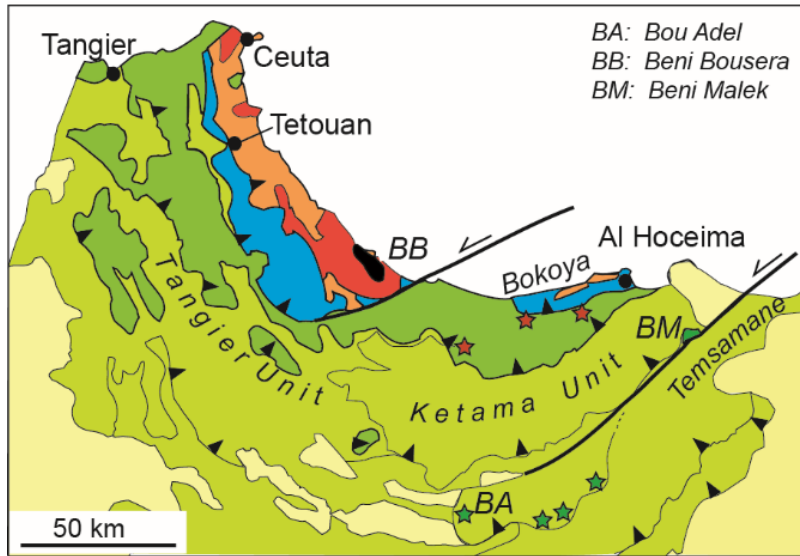 Tangier
Ceuta
Tetouan
BA: Bou Adel
BB: Beni Bousera
BM: Beni Malek
BB
Al Hoceima
Bokoya
BM
Temsamane
Tangier Unit
Ketama Unit
BA
50 km